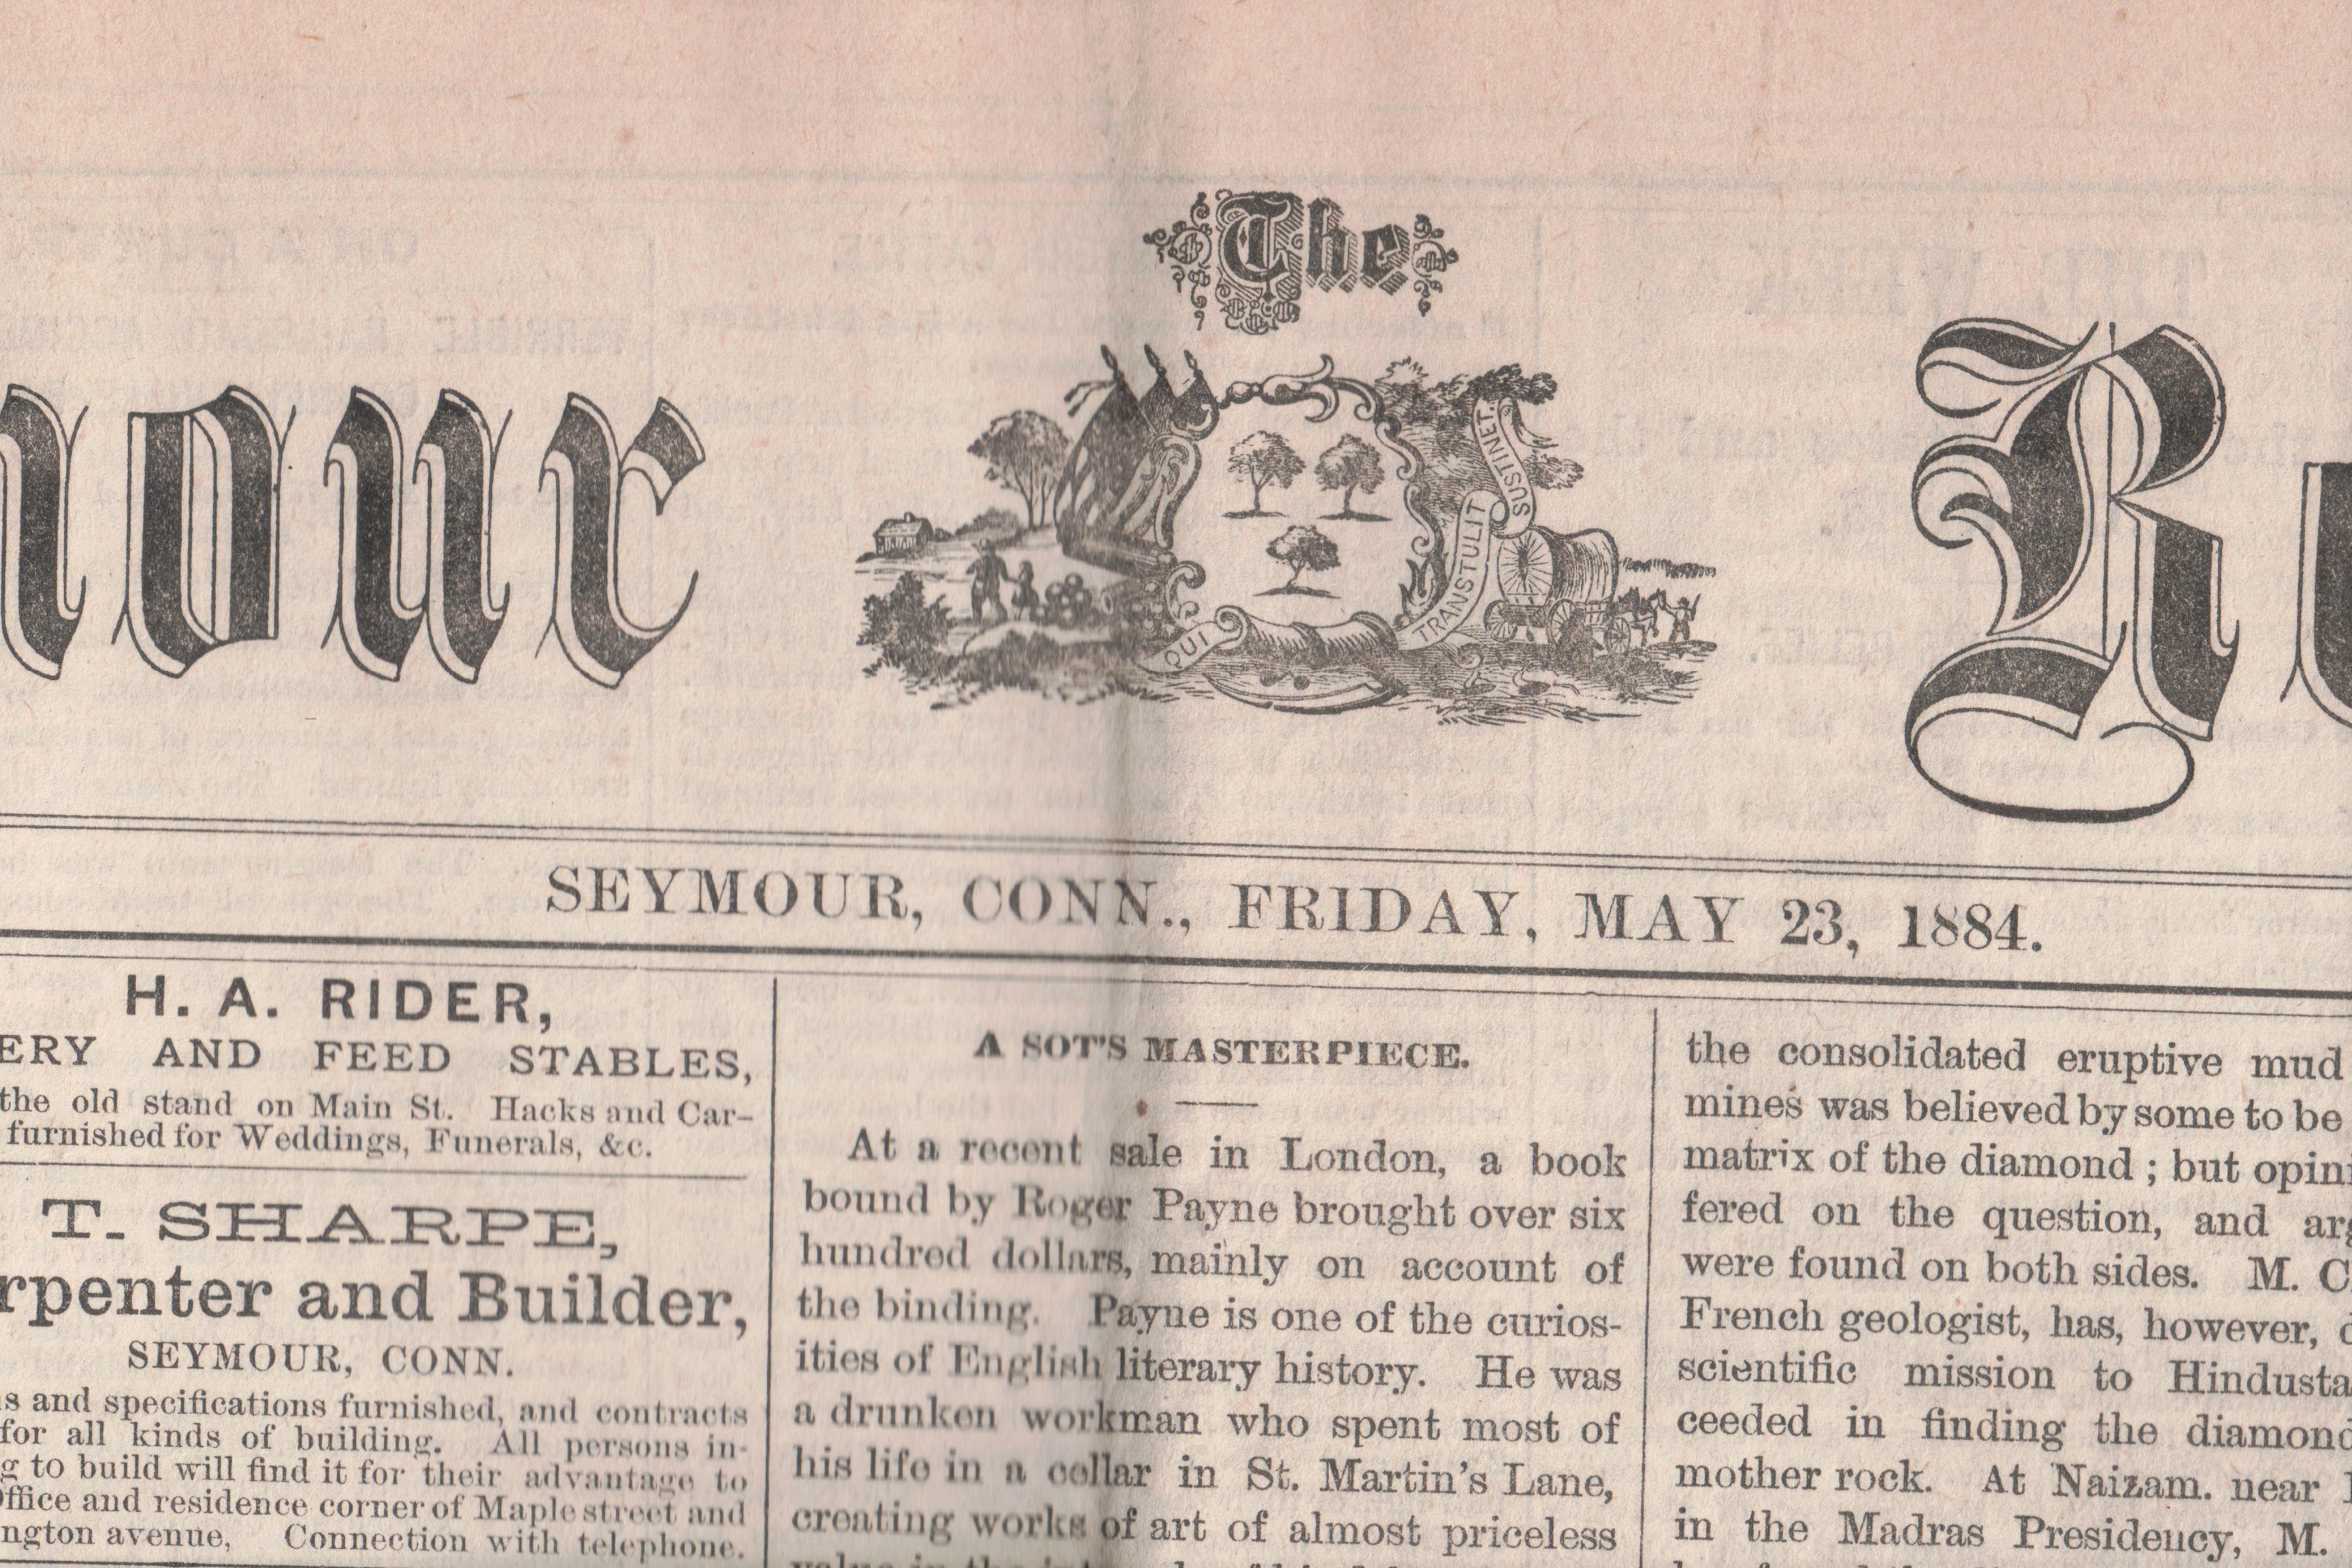 The
our R
QUI TRANSTULIT SUSTINET.
SEYMOUR, CONN., FRIDAY, MAY 23, 1884.
H. A. RIDER,
ERY AND FEED STABLES,
the old stand on Main St. Hacks and Car-
furnished for Weddings, Funerals, &c.
T. SHARPE,
rpenter and Builder,
SEYMOUR, CONN.
s and specifications furnished, and contracts
for all kinds of building. All persons in-
g to build will find it for their advantage to
Office and residence corner of Maple street and
ngton avenue, Connection with telephone.
A SOT'S MASTERPIECE.
At a recent sale in London, a book
bound by Roger Payne brought over six
hundred dollars, mainly on account of
the binding. Payne is one of the curios-
ities of English literary history. He was
a drunken workman who spent most of
his life in a cellar in St. Martin's Lane,
creating works of art of almost priceless
the consolidated eruptive mud
mines was believed by some to be
matrix of the diamond ; but opini
fered on the question, and arg
were found on both sides. M. C
French geologist, has, however,
scientific mission to Hindusta
ceeded in finding the diamond
mother rock. At Naizam. near
in the Madras Presidency, M.